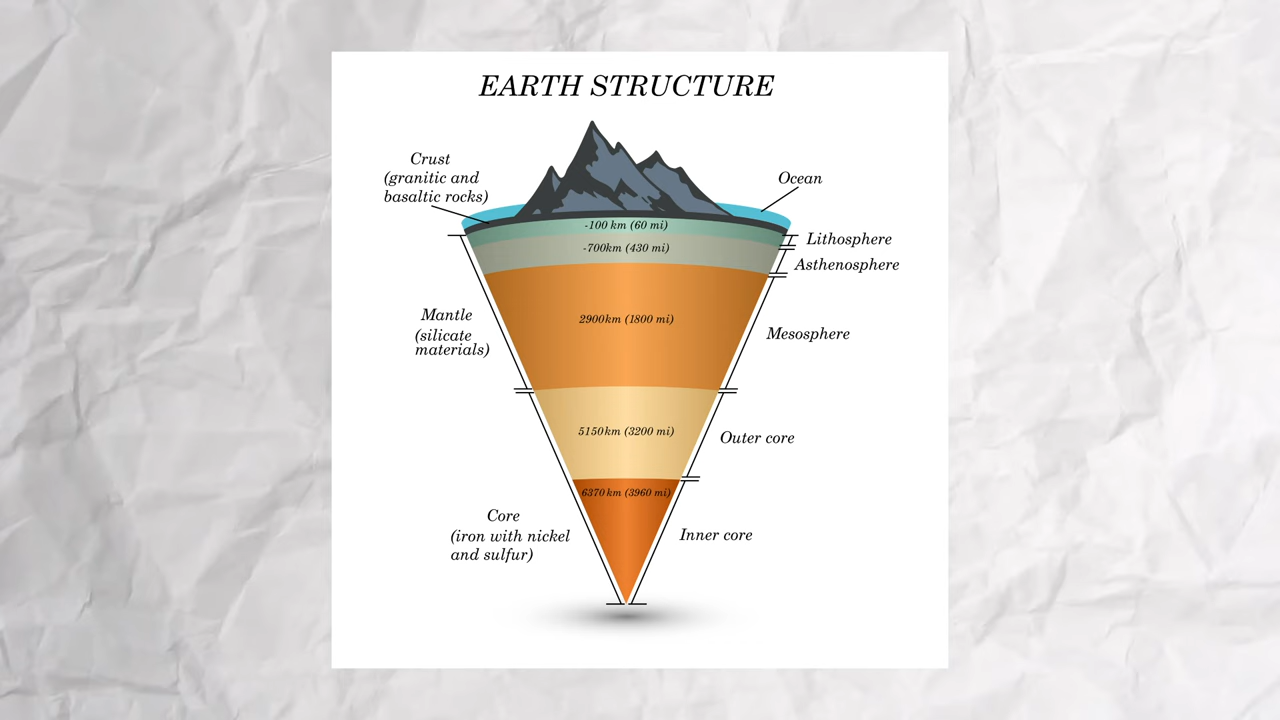 EARTH STRUCTURE
Crust
(granitic and
basaltic rocks)
Ocean
-100 km (60 mi)
Lithosphere
-700km (430 mi)
Asthenosphere
Mantle
(silicate
materials)
2900km (1800 mi)
Mesosphere
5150km (3200 mi)
Outer core
6370km (3960 mi)
Core
(iron with nickel
and sulfur)
Inner core